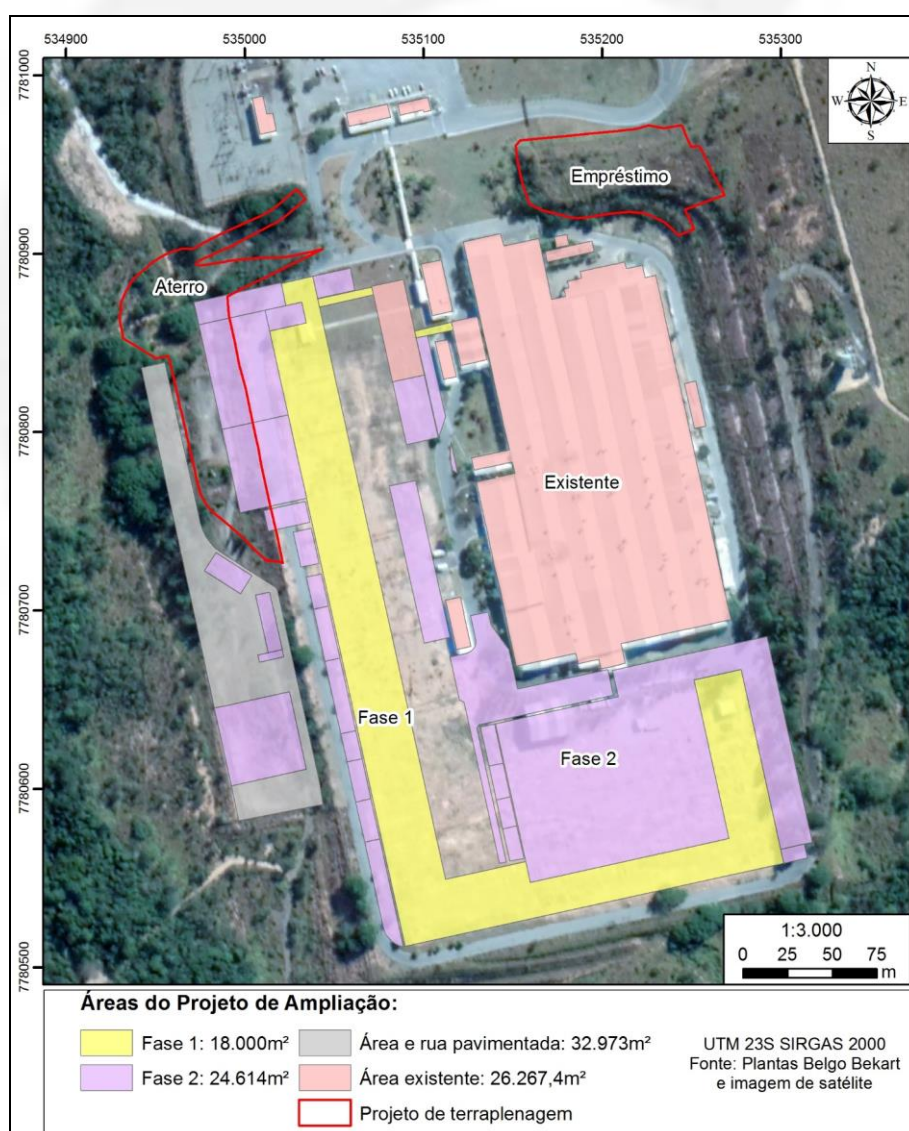 534900 535000 535100 535200 535300
7781000
7780900
7780800
7780700
7780600
7780500
N
W E
S
Empréstimo
Aterro
Existente
Fase 1
Fase 2
1:3.000
0 25 50 75
m
Áreas do Projeto de Ampliação:
Fase 1: 18.000m²
Área e rua pavimentada: 32.973m²
Fase 2: 24.614m²
Área existente: 26.267,4m²
Projeto de terraplenagem
UTM 23S SIRGAS 2000
Fonte: Plantas Belgo Bekart
e imagem de satélite